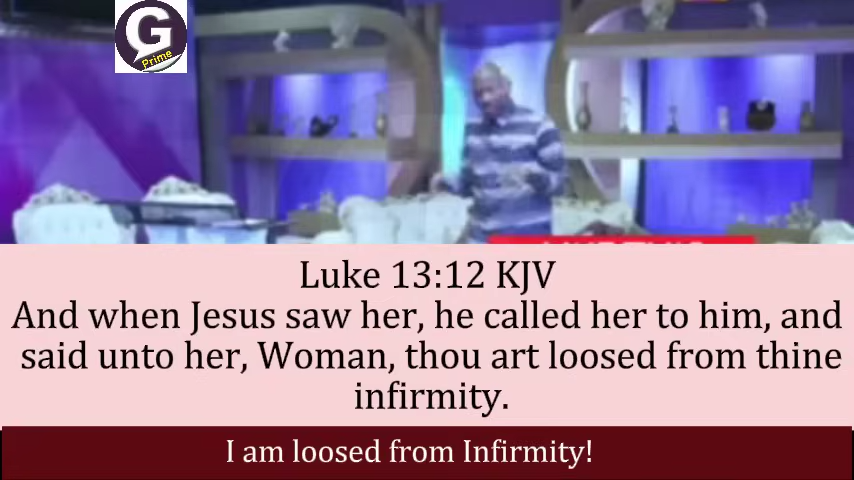 G
Prime
Luke 13:12 KJV
And when Jesus saw her, he called her to him, and
said unto her, Woman, thou art loosed from thine
infirmity.
I am loosed from Infirmity!